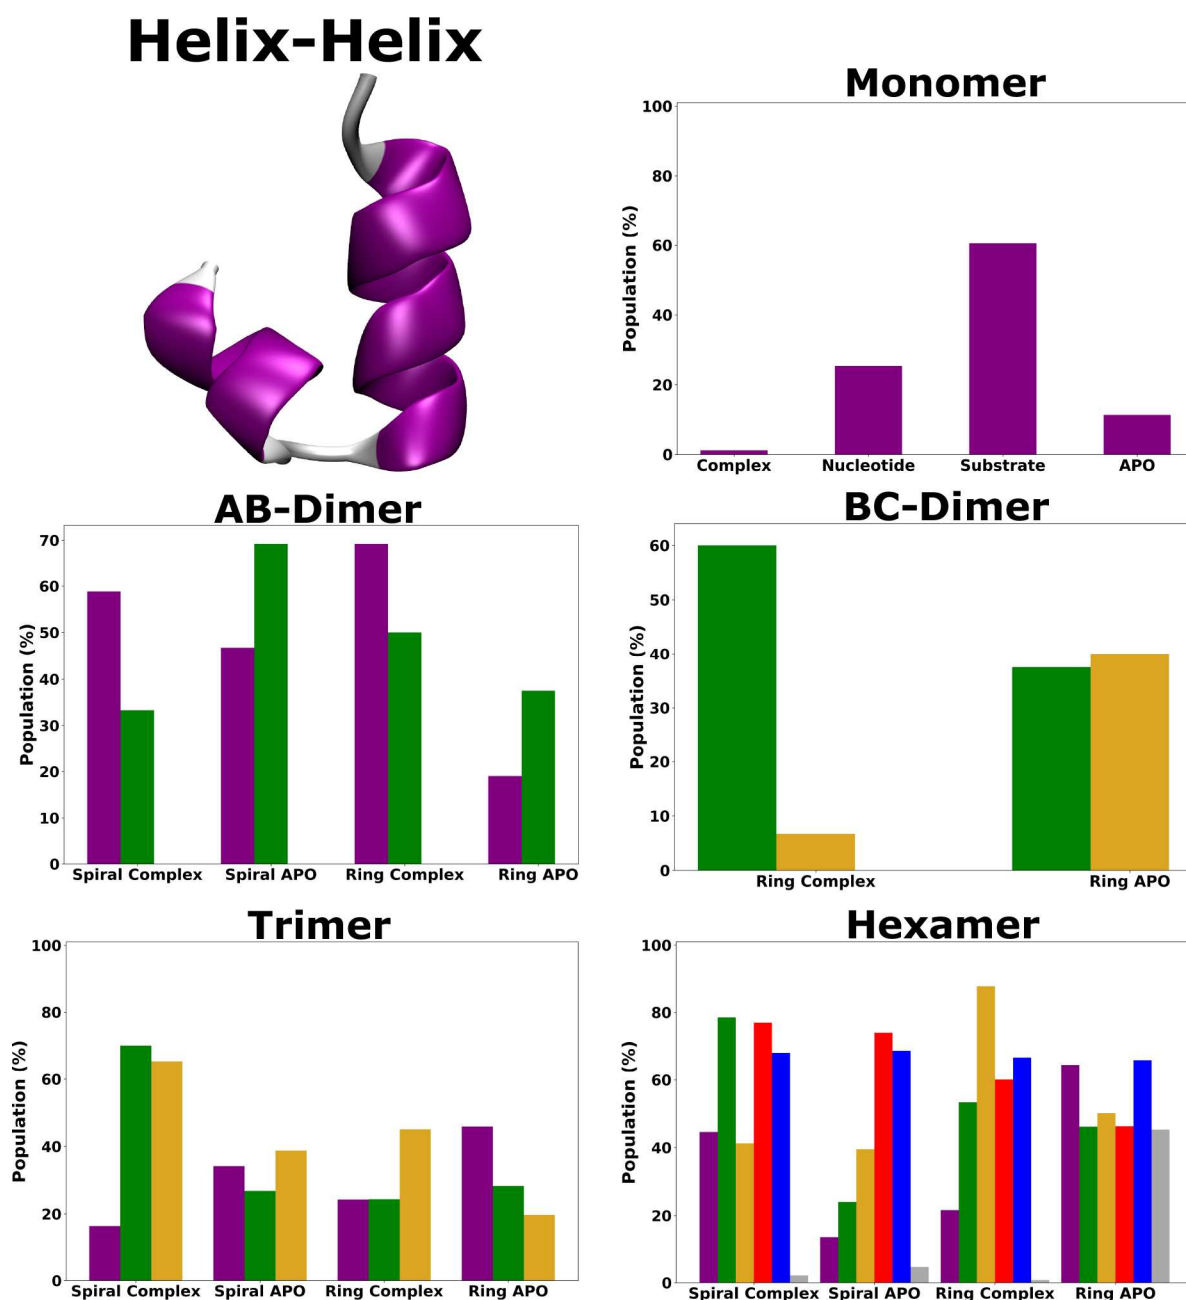 Helix-Helix
Monomer
Population (%)
100
80
60
40
20
0
Complex Nucleotide Substrate APO
AB-Dimer
Population (%)
70
60
50
40
30
20
10
0
Spiral Complex Spiral APO Ring Complex Ring APO
BC-Dimer
Population (%)
60
50
40
30
20
10
0
Ring Complex Ring APO
Trimer
Population (%)
100
80
60
40
20
0
Spiral Complex Spiral APO Ring Complex Ring APO
Hexamer
Population (%)
100
80
60
40
20
0
Spiral Complex Spiral APO Ring Complex Ring APO